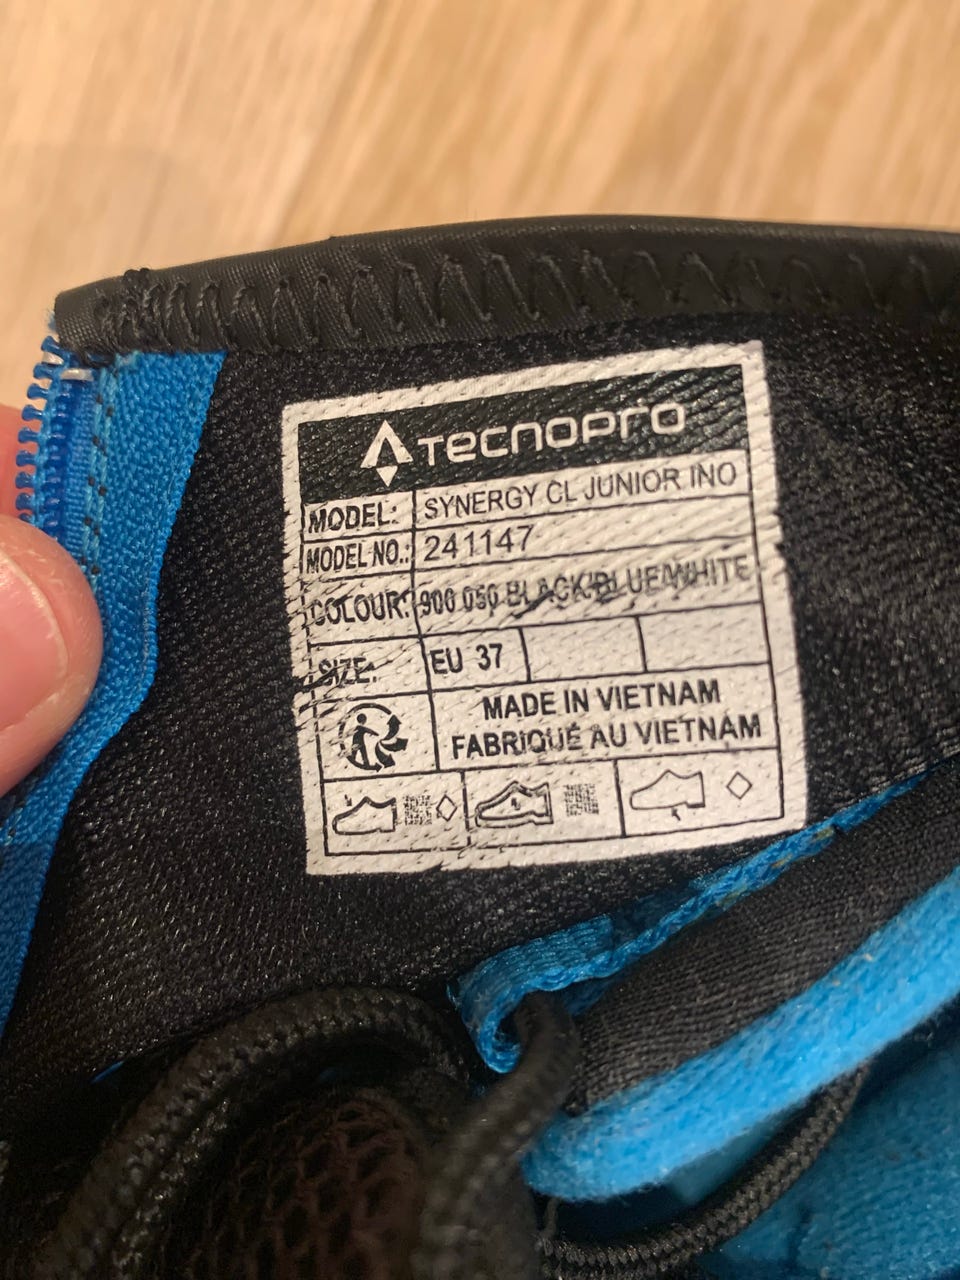 TECNOPRO
MODEL: SYNERGY CL JUNIOR INO
MODEL NO.: 241147
COLOUR: 900 050 BLACK/BLUE/WHITE
SIZE: EU 37
MADE IN VIETNAM
FABRIQUÉ AU VIETNAM